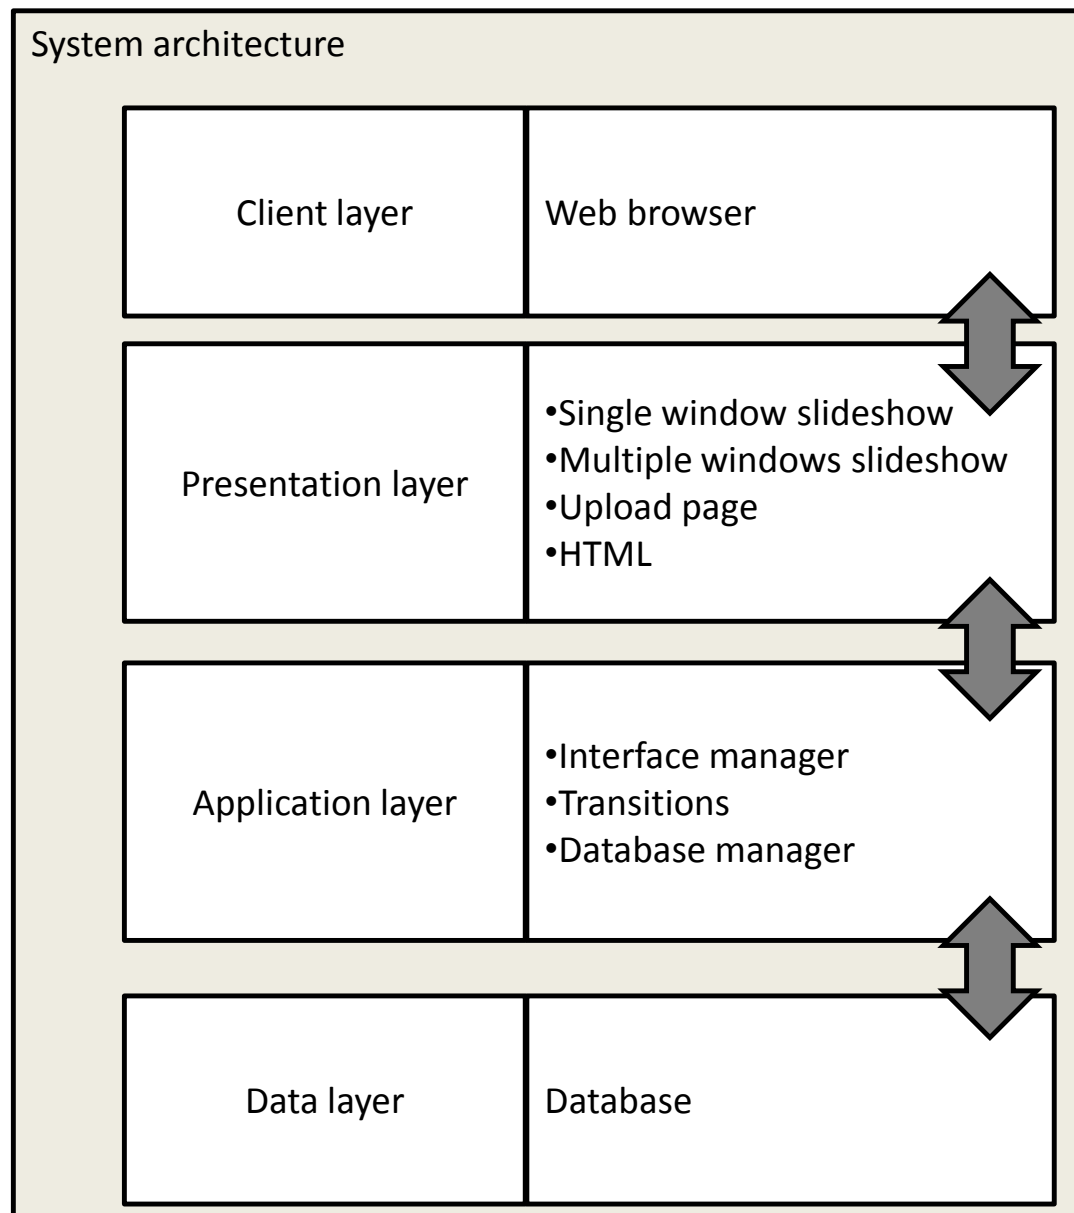 System architecture
Client layer
Web browser
Presentation layer
•Single window slideshow
•Multiple windows slideshow
•Upload page
•HTML
Application layer
•Interface manager
•Transitions
•Database manager
Data layer
Database